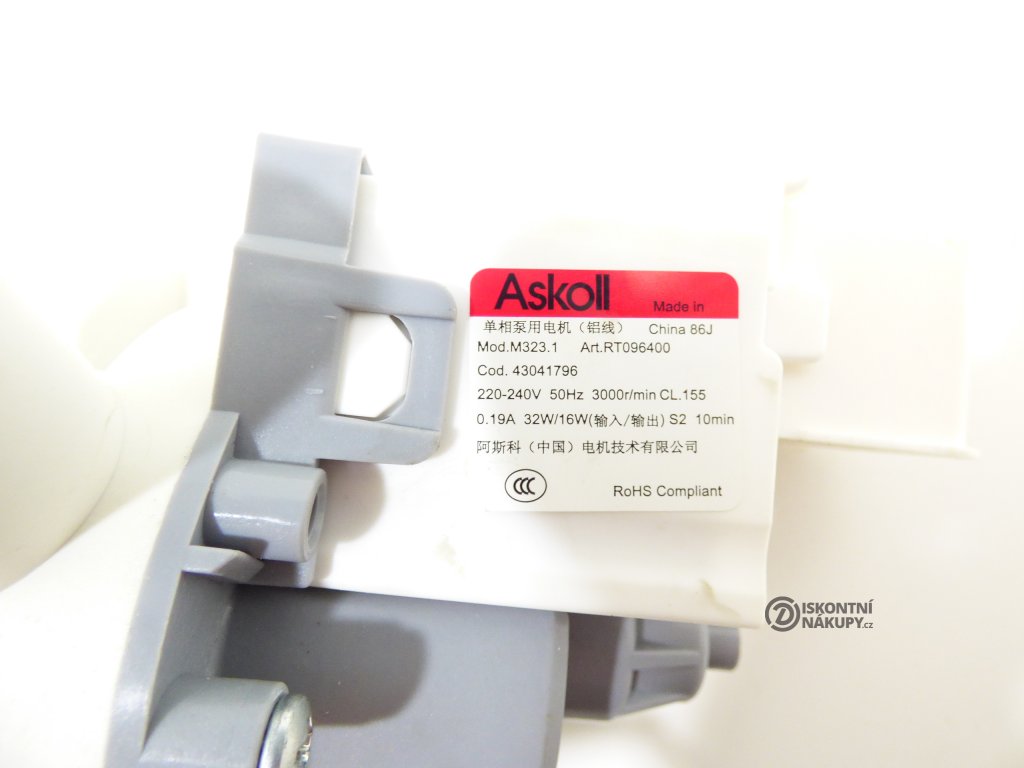 Askoll
Made in
单相泵用电机（铝线） China 86J
Mod.M323.1 Art.RT096400
Cod. 43041796
220-240V 50Hz 3000r/min CL.155
0.19A 32W/16W(输入/输出) S2 10min
阿斯科（中国）电机技术有限公司
CCC
RoHS Compliant
DISKONTNÍ
NÁKUPY.cz